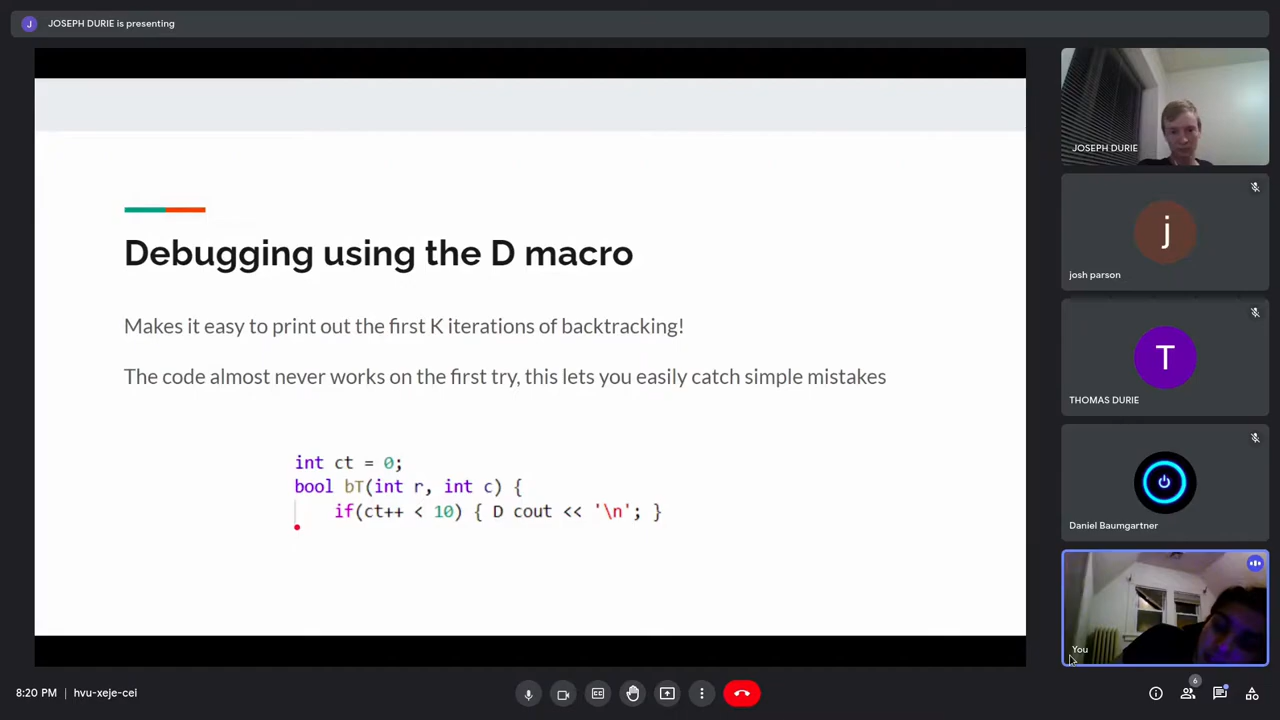 J JOSEPH DURIE is presenting
Debugging using the D macro
Makes it easy to print out the first K iterations of backtracking!
The code almost never works on the first try, this lets you easily catch simple mistakes
int ct = 0;
bool bT(int r, int c) {
if(ct++ < 10) { D cout << '\n'; }
JOSEPH DURIE
j
josh parson
T
THOMAS DURIE
Daniel Baumgartner
You
8:20 PM | hvu-xeje-cei
CC
6